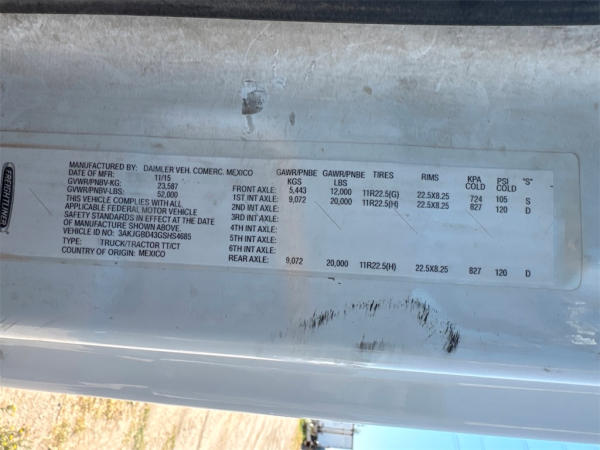 FREIGHTLINER
MANUFACTURED BY: DAIMLER VEH. COMERC. MEXICO
DATE OF MFR: 11/15
GVWR/PNBV-KG: 23,587
GVWR/PNBV-LBS: 52,000
THIS VEHICLE COMPLIES WITH ALL
APPLICABLE FEDERAL MOTOR VEHICLE
SAFETY STANDARDS IN EFFECT AT THE DATE
OF MANUFACTURE SHOWN ABOVE.
VEHICLE ID NO: 3AKJGBD43GSHS4685
TYPE: TRUCK/TRACTOR TT/CT
COUNTRY OF ORIGIN: MEXICO
GAWR/PNBE GAWR/PNBE TIRES RIMS KPA PSI "S"
KGS LBS COLD COLD
FRONT AXLE: 5,443 12,000 11R22.5(G) 22.5X8.25 724 105 S
1ST INT AXLE: 9,072 20,000 11R22.5(H) 22.5X8.25 827 120 D
2ND INT AXLE:
3RD INT AXLE:
4TH INT AXLE:
5TH INT AXLE:
6TH INT AXLE:
REAR AXLE: 9,072 20,000 11R22.5(H) 22.5X8.25 827 120 D